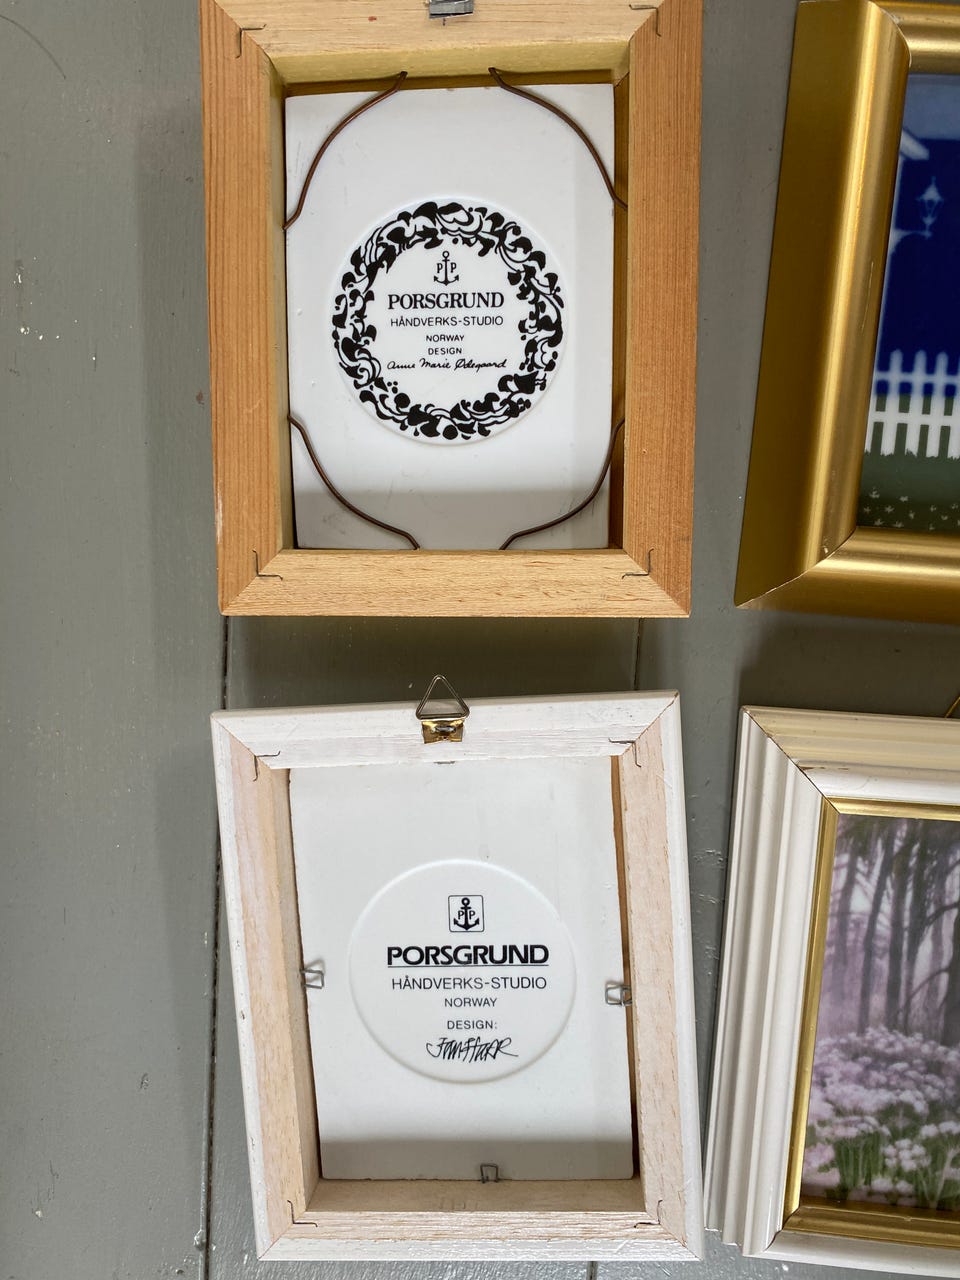 P P
PORSGRUND
HÅNDVERKS-STUDIO
NORWAY
DESIGN
Anne Marie Ødegaard
P P
PORSGRUND
HÅNDVERKS-STUDIO
NORWAY
DESIGN: